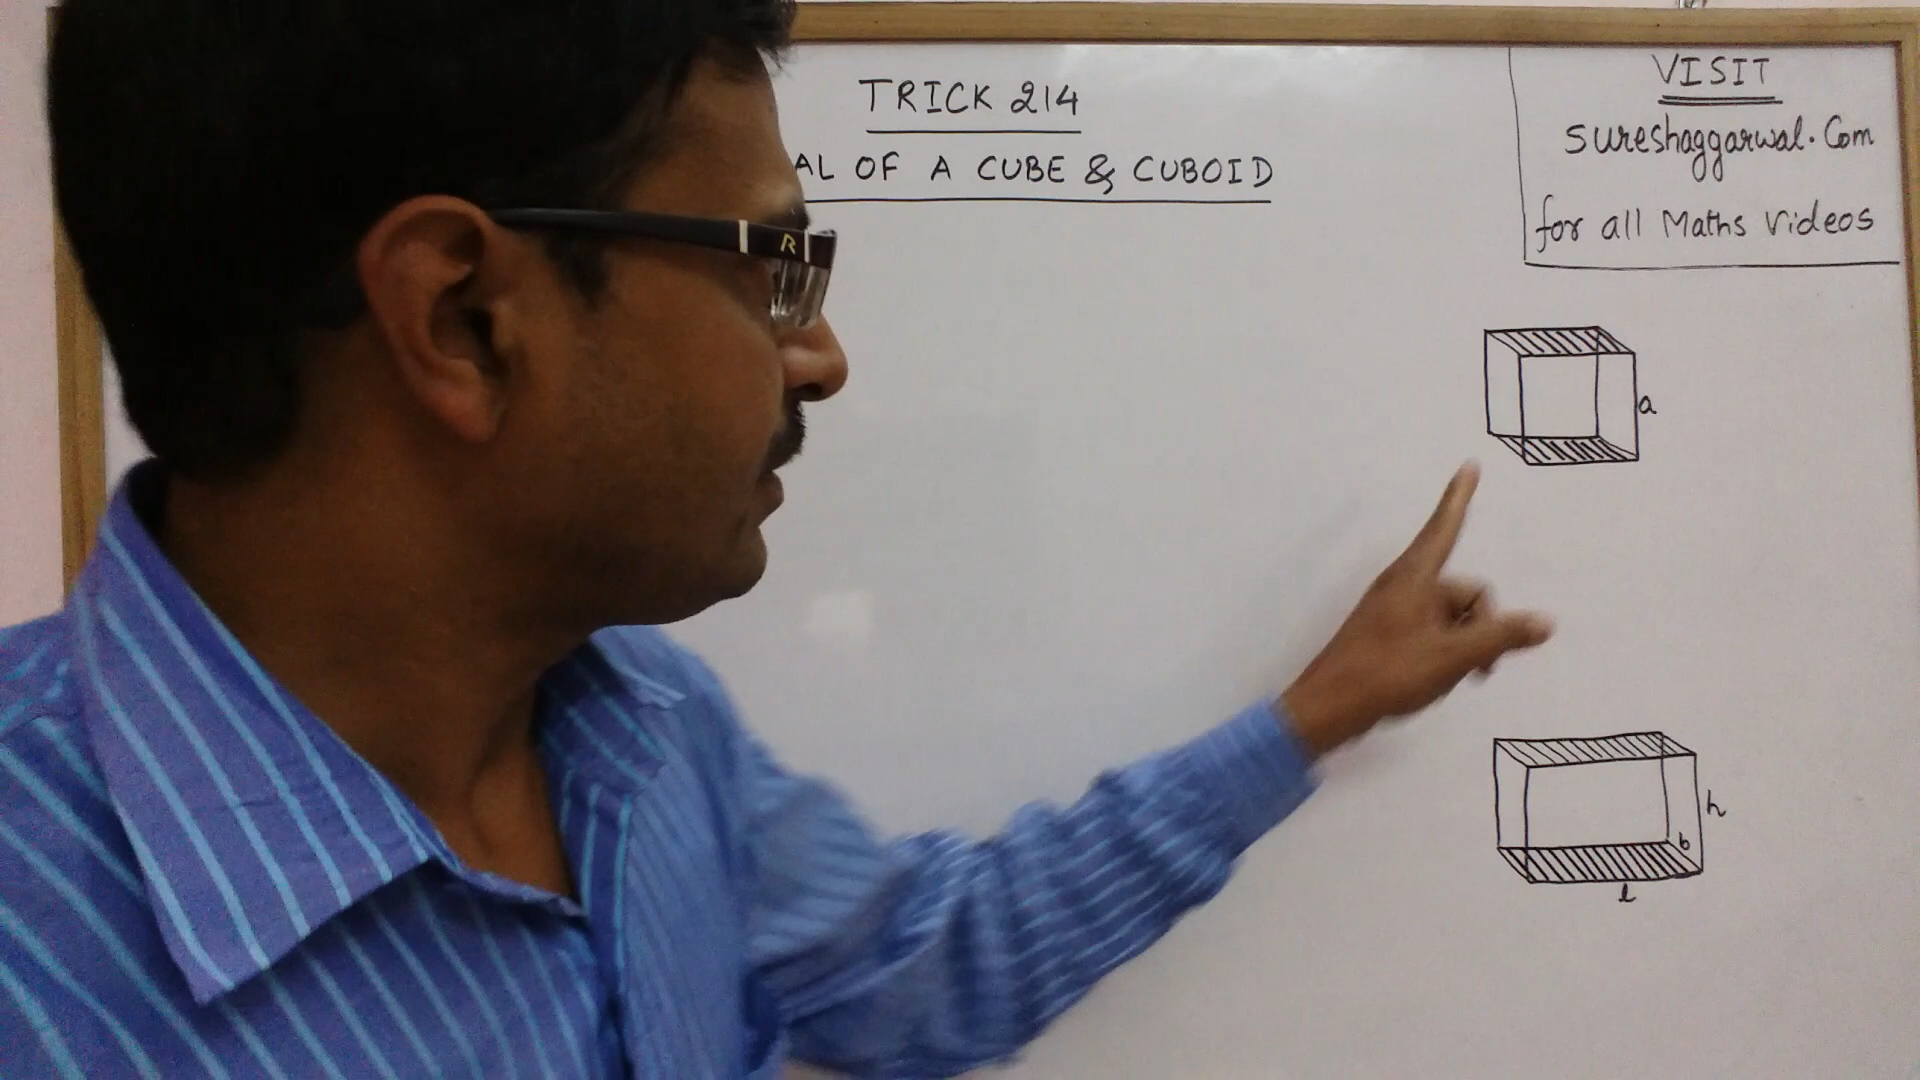 TRICK 214
AL OF A CUBE & CUBOID
VISIT
sureshaggarwal.com
for all Maths Videos
R
a
h
b
l